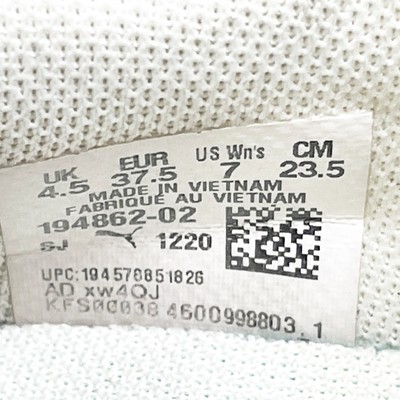 UK EUR US Wn's CM
4.5 37.5 7 23.5
MADE IN VIETNAM
FABRIQUÉ AU VIETNAM
194862-02
SJ 1220
UPC:194578851826
AD xw4QJ
KFS00038 4600998803_1